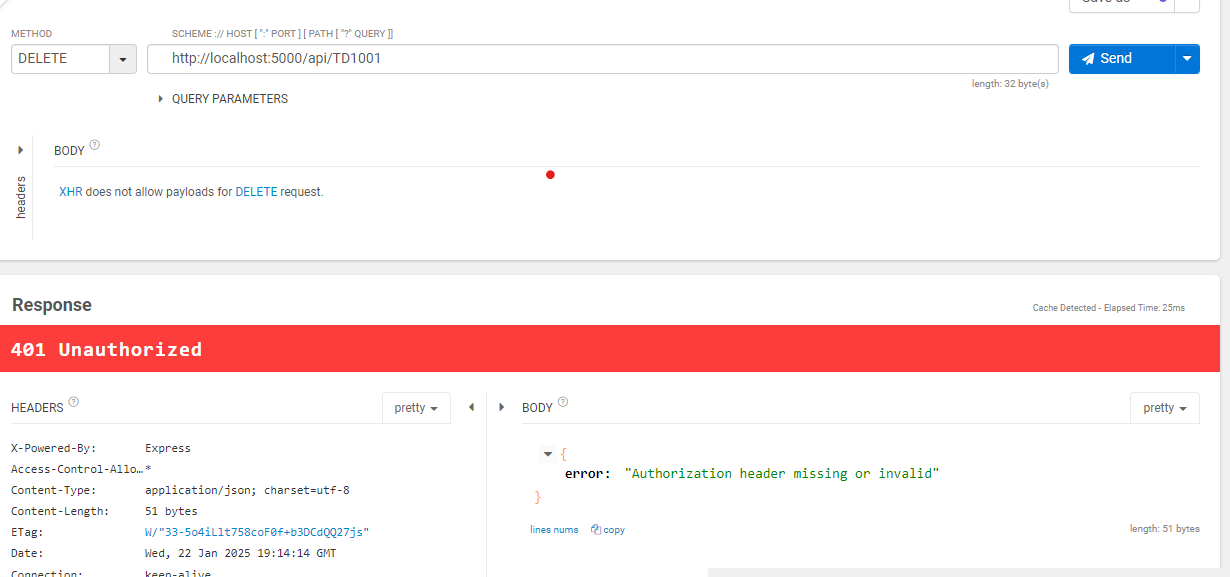 Save as
METHOD
SCHEME :// HOST [ ":" PORT ] [ PATH [ "?" QUERY ]]
DELETE
http://localhost:5000/api/TD1001
Send
length: 32 byte(s)
QUERY PARAMETERS
BODY ?
headers
XHR does not allow payloads for DELETE request.
Response
Cache Detected - Elapsed Time: 25ms
401 Unauthorized
HEADERS ?
pretty
BODY ?
pretty
X-Powered-By: Express
Access-Control-Allo… *
Content-Type: application/json; charset=utf-8
Content-Length: 51 bytes
ETag: W/"33-5o4iLlt758coF0f+b3DCdQQ27js"
Date: Wed, 22 Jan 2025 19:14:14 GMT
Connection: keep-alive
{
error: "Authorization header missing or invalid"
}
lines nums
copy
length: 51 bytes